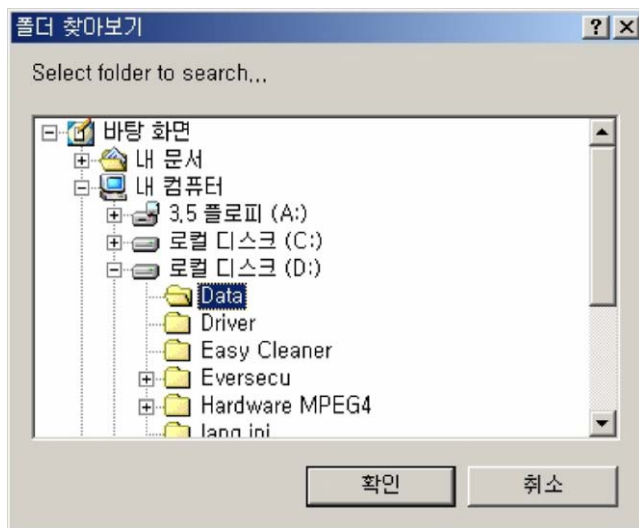 폴더 찾아보기
Select folder to search...
바탕 화면
내 문서
내 컴퓨터
3.5 플로피 (A:)
로컬 디스크 (C:)
로컬 디스크 (D:)
Data
Driver
Easy Cleaner
Eversecu
Hardware MPEG4
lang ini
확인 취소